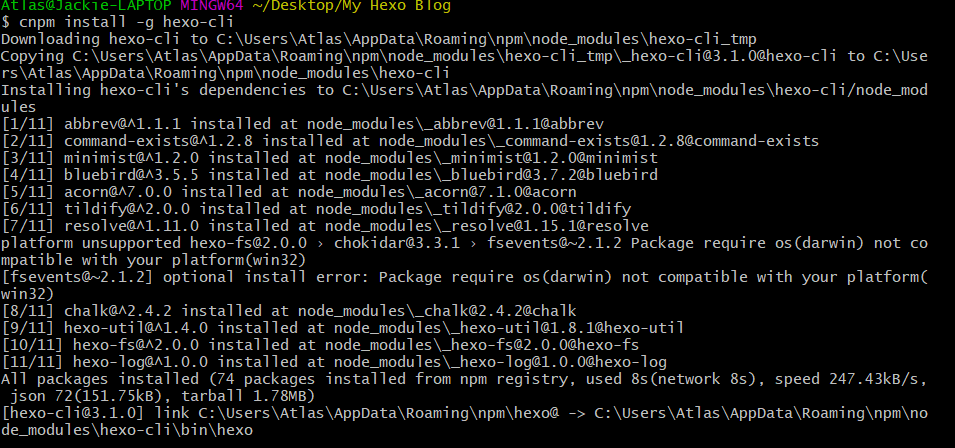 Atlas@Jackie-LAPTOP MINGW64 ~/Desktop/My Hexo Blog
$ cnpm install -g hexo-cli
Downloading hexo-cli to C:\Users\Atlas\AppData\Roaming\npm\node_modules\hexo-cli_tmp
Copying C:\Users\Atlas\AppData\Roaming\npm\node_modules\hexo-cli_tmp\_hexo-cli@3.1.0@hexo-cli to C:\Use
rs\Atlas\AppData\Roaming\npm\node_modules\hexo-cli
Installing hexo-cli's dependencies to C:\Users\Atlas\AppData\Roaming\npm\node_modules\hexo-cli/node_mod
ules
[1/11] abbrev@^1.1.1 installed at node_modules\_abbrev@1.1.1@abbrev
[2/11] command-exists@^1.2.8 installed at node_modules\_command-exists@1.2.8@command-exists
[3/11] minimist@^1.2.0 installed at node_modules\_minimist@1.2.0@minimist
[4/11] bluebird@^3.5.5 installed at node_modules\_bluebird@3.7.2@bluebird
[5/11] acorn@^7.0.0 installed at node_modules\_acorn@7.1.0@acorn
[6/11] tildify@^2.0.0 installed at node_modules\_tildify@2.0.0@tildify
[7/11] resolve@^1.11.0 installed at node_modules\_resolve@1.15.1@resolve
platform unsupported hexo-fs@2.0.0 › chokidar@3.3.1 › fsevents@~2.1.2 Package require os(darwin) not co
mpatible with your platform(win32)
[fsevents@~2.1.2] optional install error: Package require os(darwin) not compatible with your platform(
win32)
[8/11] chalk@^2.4.2 installed at node_modules\_chalk@2.4.2@chalk
[9/11] hexo-util@^1.4.0 installed at node_modules\_hexo-util@1.8.1@hexo-util
[10/11] hexo-fs@^2.0.0 installed at node_modules\_hexo-fs@2.0.0@hexo-fs
[11/11] hexo-log@^1.0.0 installed at node_modules\_hexo-log@1.0.0@hexo-log
All packages installed (74 packages installed from npm registry, used 8s(network 8s), speed 247.43kB/s,
 json 72(151.75kB), tarball 1.78MB)
[hexo-cli@3.1.0] link C:\Users\Atlas\AppData\Roaming\npm\hexo@ -> C:\Users\Atlas\AppData\Roaming\npm\no
de_modules\hexo-cli\bin\hexo